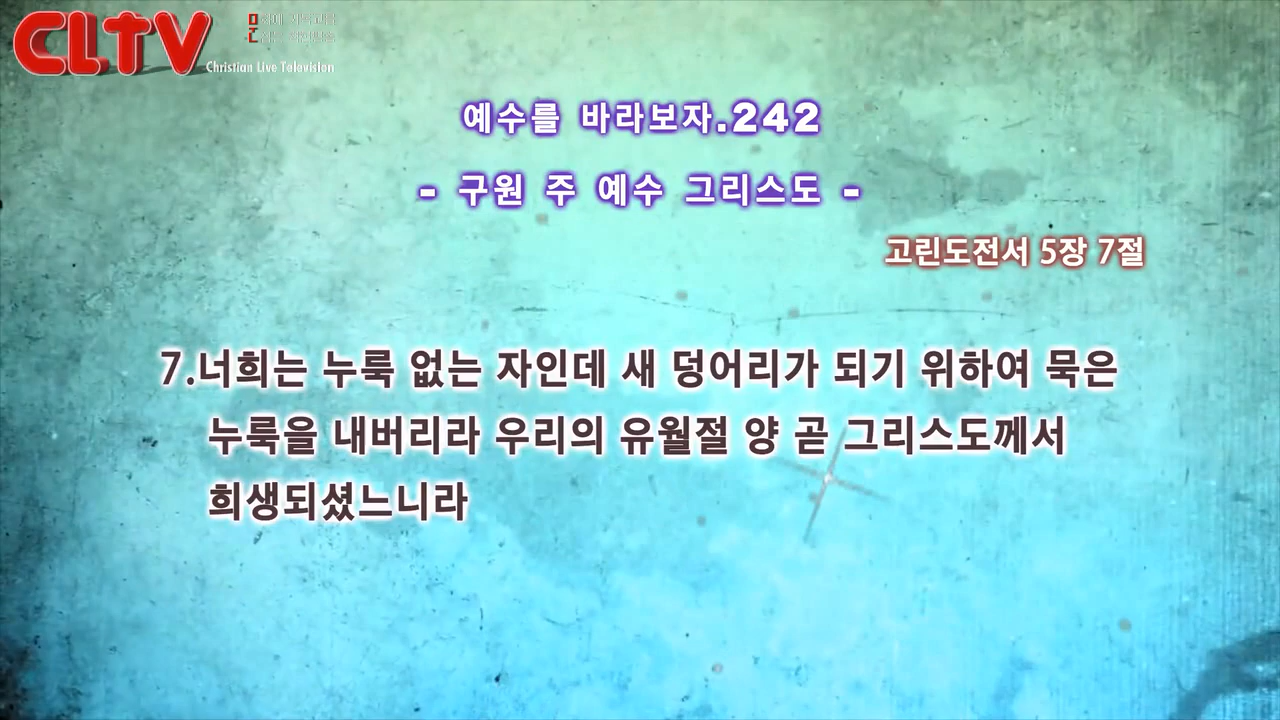 CLTV
Christian Live Television
예수를 바라보자.242
- 구원 주 예수 그리스도 -
고린도전서 5장 7절
7.너희는 누룩 없는 자인데 새 덩어리가 되기 위하여 묵은
누룩을 내버리라 우리의 유월절 양 곧 그리스도께서
희생되셨느니라